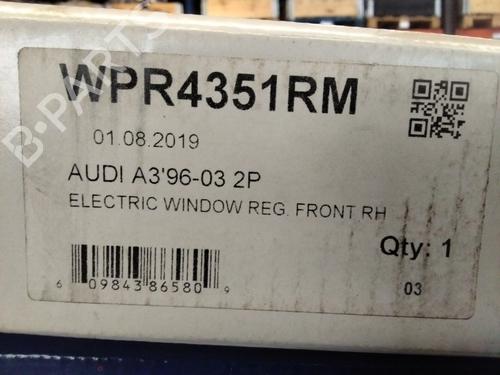 WPR4351RM
01.08.2019
AUDI A3'96-03 2P
ELECTRIC WINDOW REG. FRONT RH
Qty: 1
6 09843 86580 9
03
B-PARTS